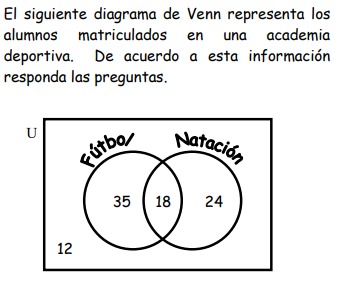 El siguiente diagrama de Venn representa los
alumnos matriculados en una academia
deportiva. De acuerdo a esta información
responda las preguntas.
U
Fútbol Natación
35 18 24
12